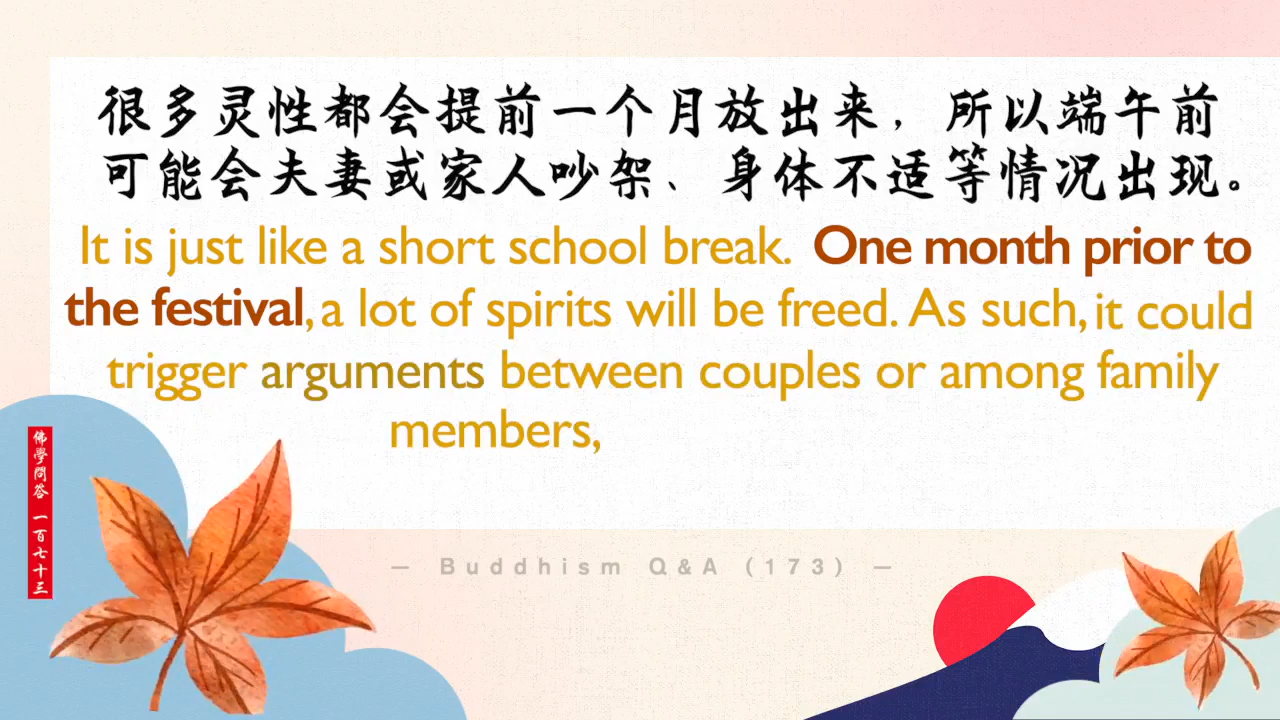 很多灵性都会提前一个月放出来，所以端午前
可能会夫妻或家人吵架、身体不适等情况出现。
It is just like a short school break. One month prior to
the festival, a lot of spirits will be freed. As such, it could
trigger arguments between couples or among family
members,
佛學問答 一百七十三
— Buddhism Q&A (173) —